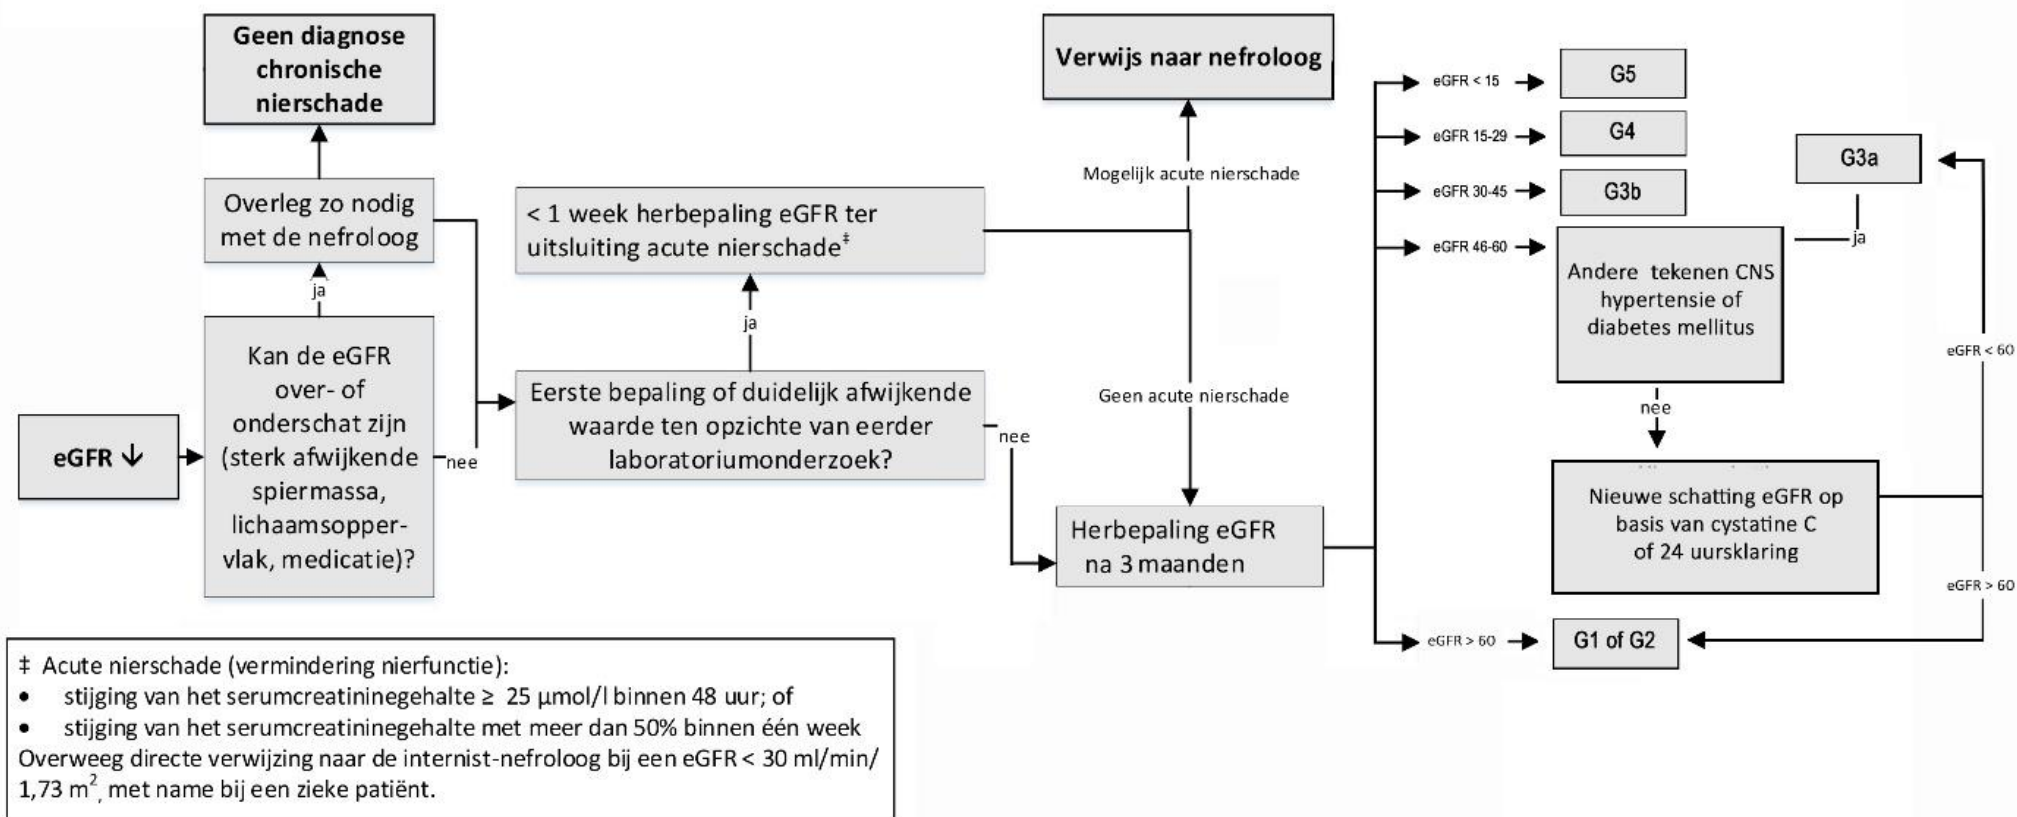 Geen diagnose
chronische
nierschade
Overleg zo nodig
met de nefroloog
ja
Kan de eGFR
over- of
onderschat zijn
(sterk afwijkende
spiermassa,
lichaamsopper-
vlak, medicatie)?
eGFR ↓
nee
< 1 week herbepaling eGFR ter
uitsluiting acute nierschade‡
ja
Eerste bepaling of duidelijk afwijkende
waarde ten opzichte van eerder
laboratoriumonderzoek?
nee
Verwijs naar nefroloog
Mogelijk acute nierschade
Geen acute nierschade
Herbepaling eGFR
na 3 maanden
eGFR < 15
G5
eGFR 15-29
G4
eGFR 30-45
G3b
eGFR 46-60
Andere tekenen CNS
hypertensie of
diabetes mellitus
ja
G3a
nee
Nieuwe schatting eGFR op
basis van cystatine C
of 24 uursklaring
eGFR < 60
eGFR > 60
eGFR > 60
G1 of G2
‡ Acute nierschade (vermindering nierfunctie):
• stijging van het serumcreatininegehalte ≥ 25 µmol/l binnen 48 uur; of
• stijging van het serumcreatininegehalte met meer dan 50% binnen één week
Overweeg directe verwijzing naar de internist-nefroloog bij een eGFR < 30 ml/min/
1,73 m², met name bij een zieke patiënt.